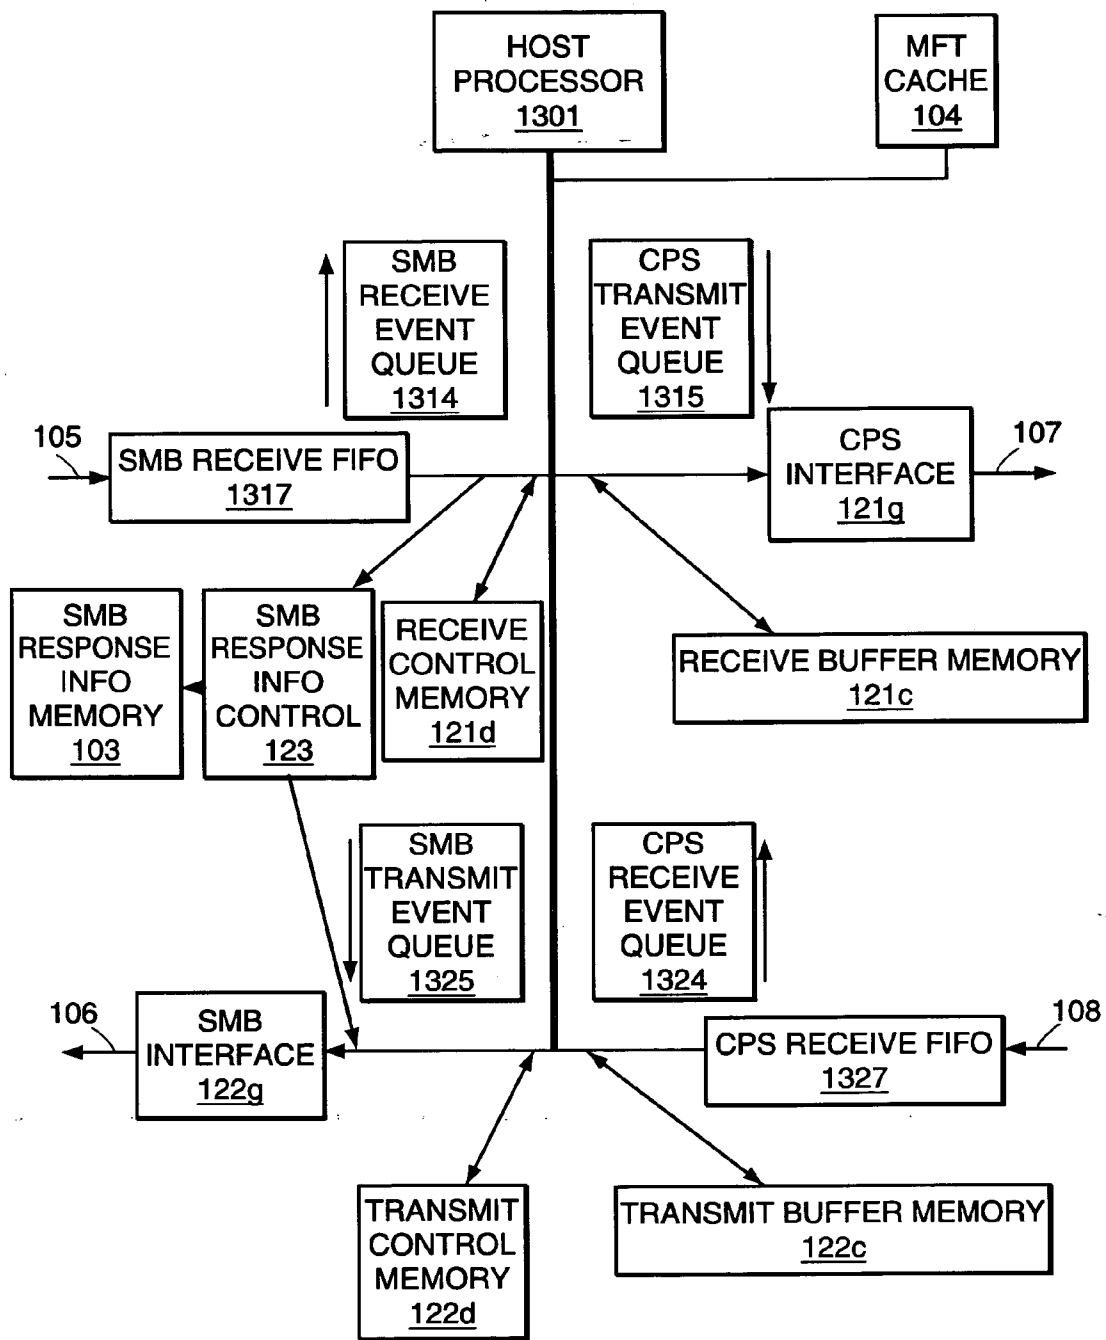 HOST
PROCESSOR
1301
MFT
CACHE
104
SMB
RECEIVE
EVENT
QUEUE
1314
CPS
TRANSMIT
EVENT
QUEUE
1315
105
SMB RECEIVE FIFO
1317
CPS
INTERFACE
121g
107
SMB
RESPONSE
INFO
MEMORY
103
SMB
RESPONSE
INFO
CONTROL
123
RECEIVE
CONTROL
MEMORY
121d
RECEIVE BUFFER MEMORY
121c
SMB
TRANSMIT
EVENT
QUEUE
1325
CPS
RECEIVE
EVENT
QUEUE
1324
106
SMB
INTERFACE
122g
CPS RECEIVE FIFO
1327
108
TRANSMIT
CONTROL
MEMORY
122d
TRANSMIT BUFFER MEMORY
122c